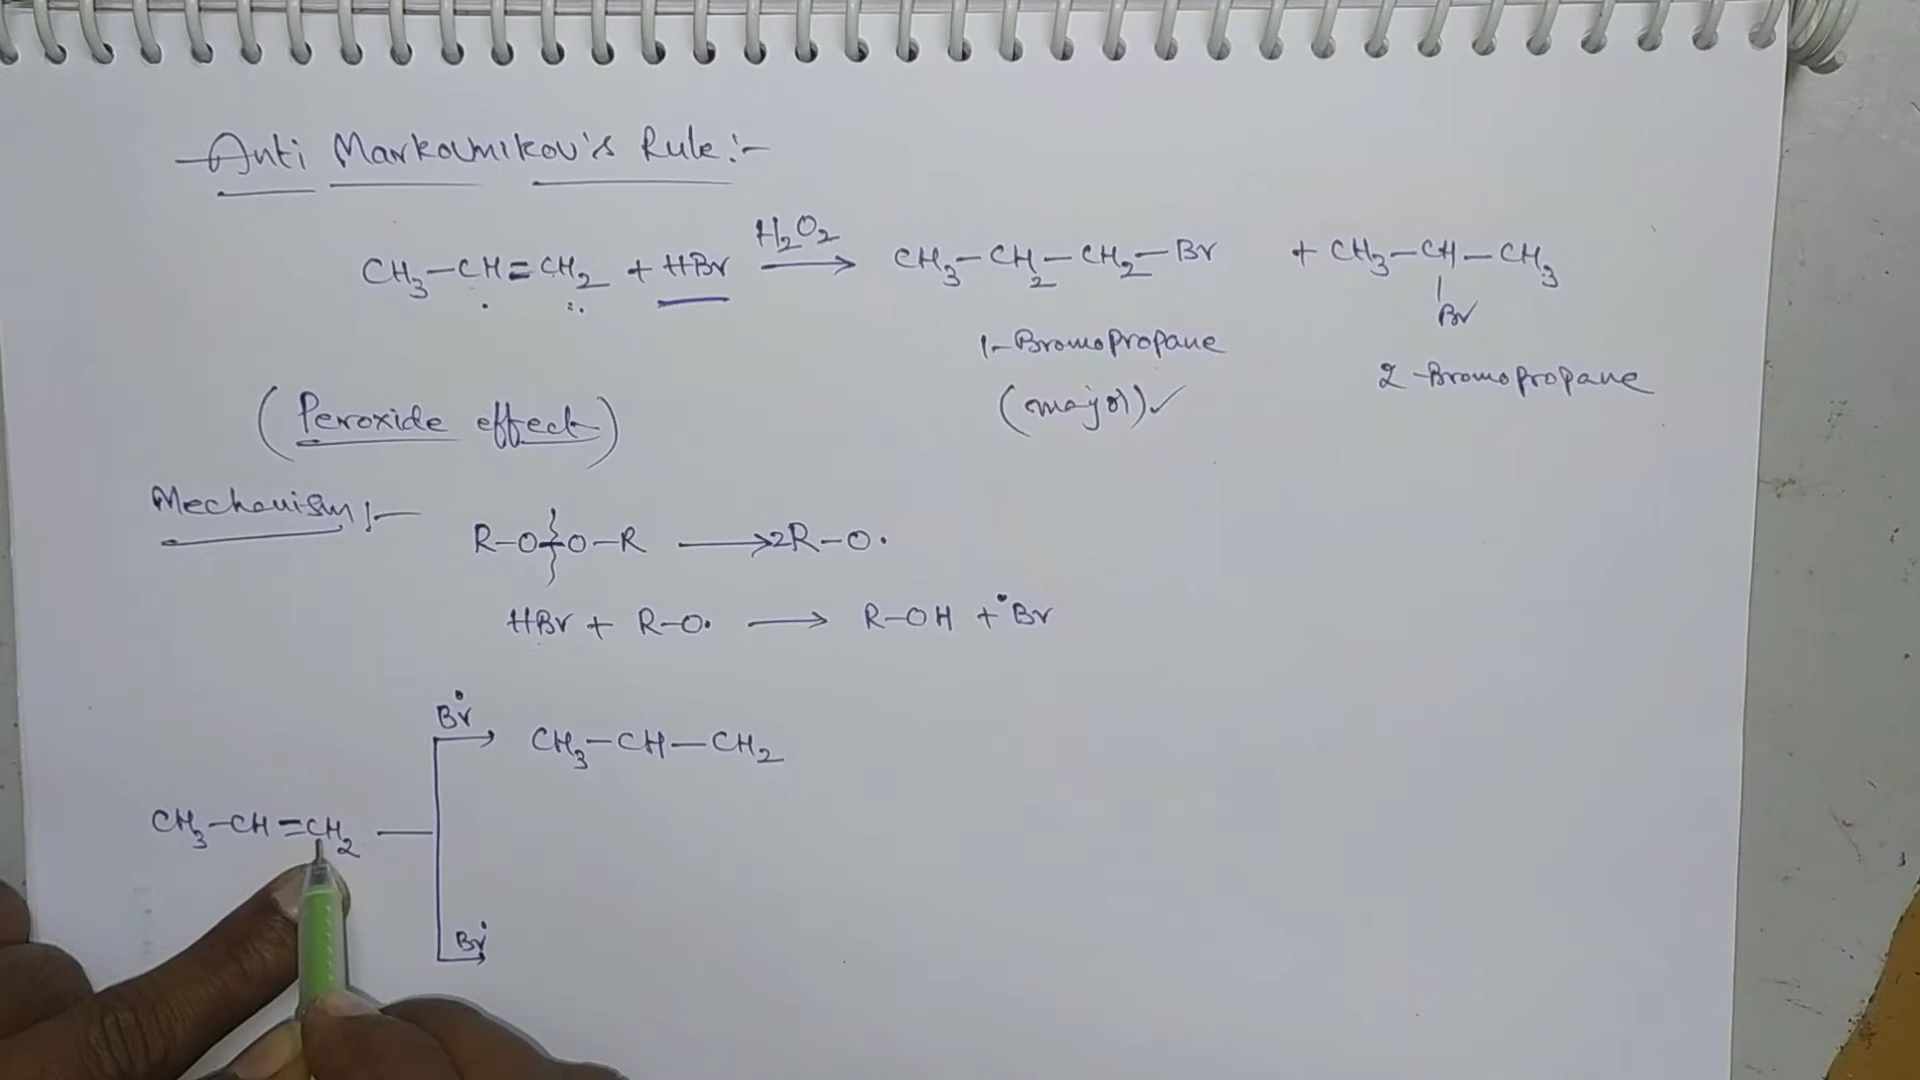 Anti Markovnikov's Rule:-
CH3-CH=CH2 + HBr H2O2 → CH3-CH2-CH2-Br + CH3-CH-CH3
Br
1-Bromopropane
2-Bromopropane
(Peroxide effect)
(major)✓
Mechanism:-
R-O-O-R → 2R-O•
HBr + R-O• → R-OH + •Br
Br• → CH3-CH-CH2
CH3-CH=CH2
Br• →